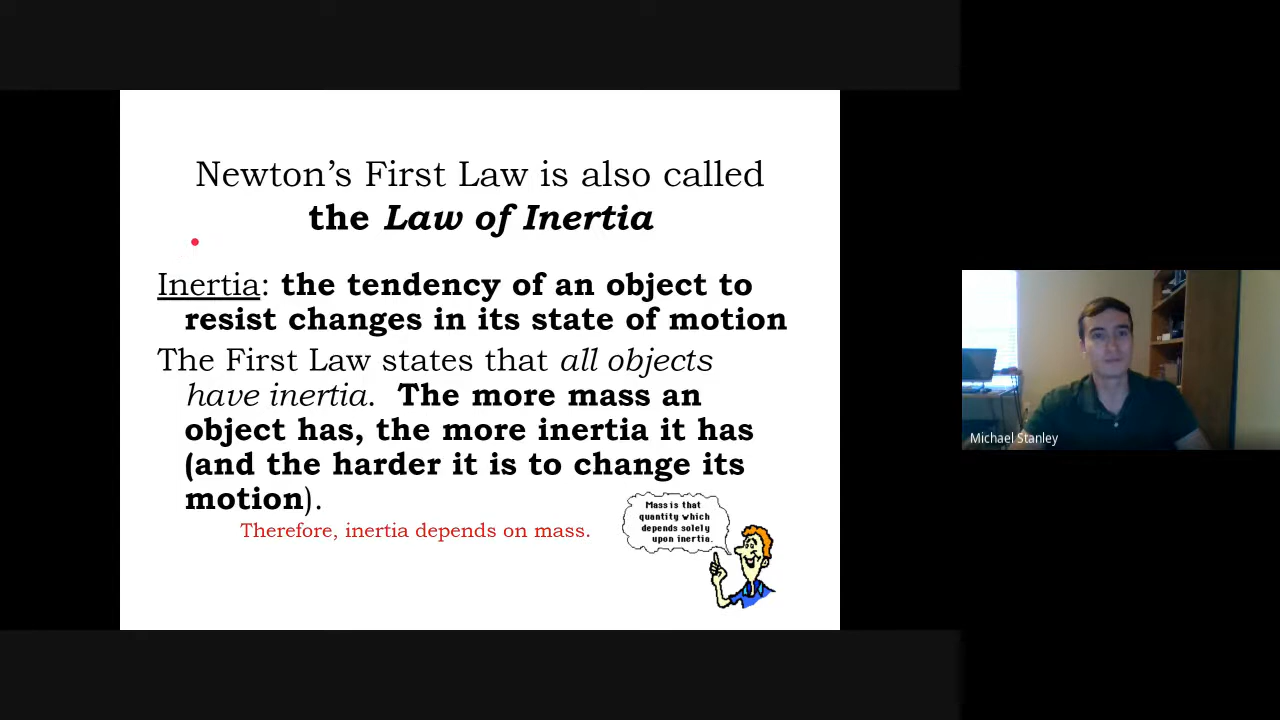 Newton’s First Law is also called
the Law of Inertia
Inertia: the tendency of an object to
resist changes in its state of motion
The First Law states that all objects
have inertia. The more mass an
object has, the more inertia it has
(and the harder it is to change its
motion).
Therefore, inertia depends on mass.
Mass is that
quantity which
depends solely
upon inertia.
Michael Stanley